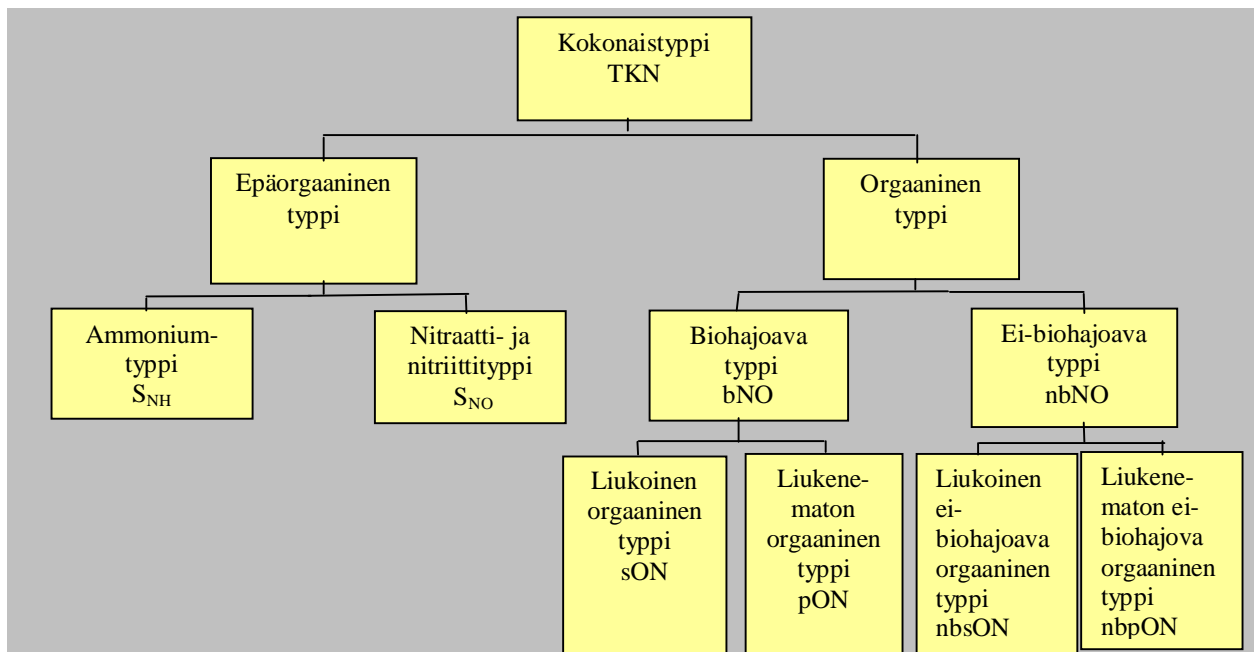 Kokonaistyppi
TKN
Epäorgaaninen
typpi
Orgaaninen
typpi
Ammonium-
typpi
S_NH
Nitraatti- ja
nitriittityppi
S_NO
Biohajoava
typpi
bNO
Ei-biohajoava
typpi
nbNO
Liukoinen
orgaaninen
typpi
sON
Liukene-
maton
orgaaninen
typpi
pON
Liukoinen
ei-
biohajoava
orgaaninen
typpi
nbsON
Liukene-
maton ei-
biohajova
orgaaninen
typpi
nbpON